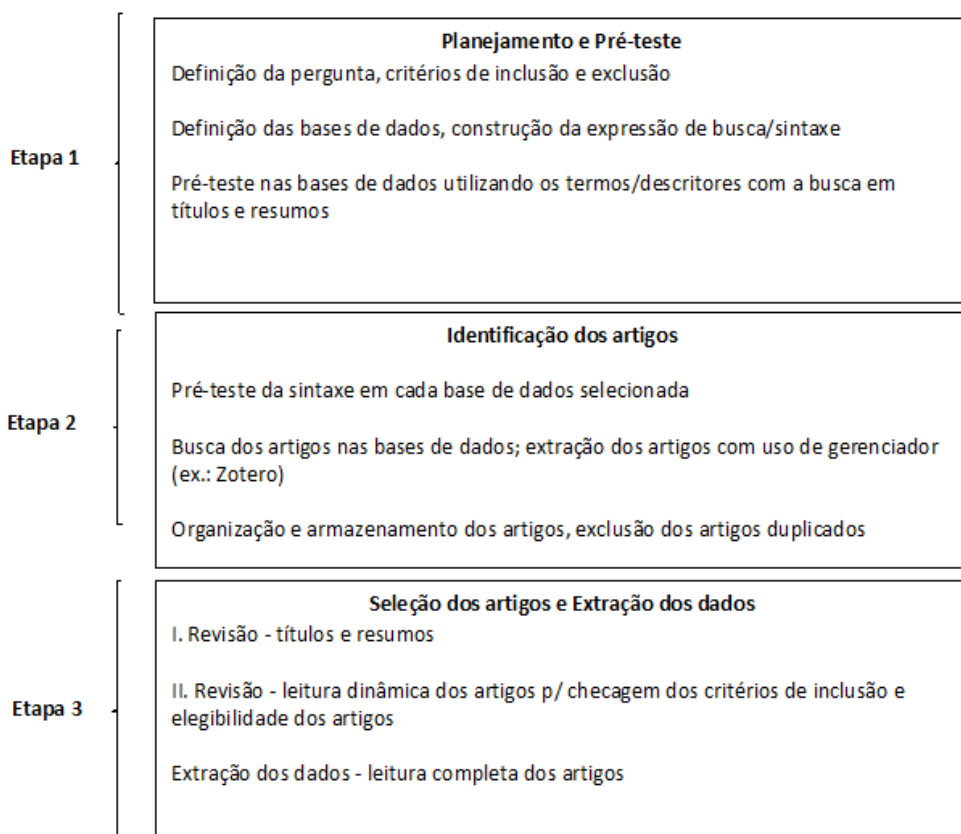 Planejamento e Pré-teste
Definição da pergunta, critérios de inclusão e exclusão
Definição das bases de dados, construção da expressão de busca/sintaxe
Etapa 1
Pré-teste nas bases de dados utilizando os termos/descritores com a busca em
títulos e resumos
Identificação dos artigos
Pré-teste da sintaxe em cada base de dados selecionada
Etapa 2
Busca dos artigos nas bases de dados; extração dos artigos com uso de gerenciador
(ex.: Zotero)
Organização e armazenamento dos artigos, exclusão dos artigos duplicados
Seleção dos artigos e Extração dos dados
I. Revisão - títulos e resumos
II. Revisão - leitura dinâmica dos artigos p/ checagem dos critérios de inclusão e
elegibilidade dos artigos
Etapa 3
Extração dos dados - leitura completa dos artigos